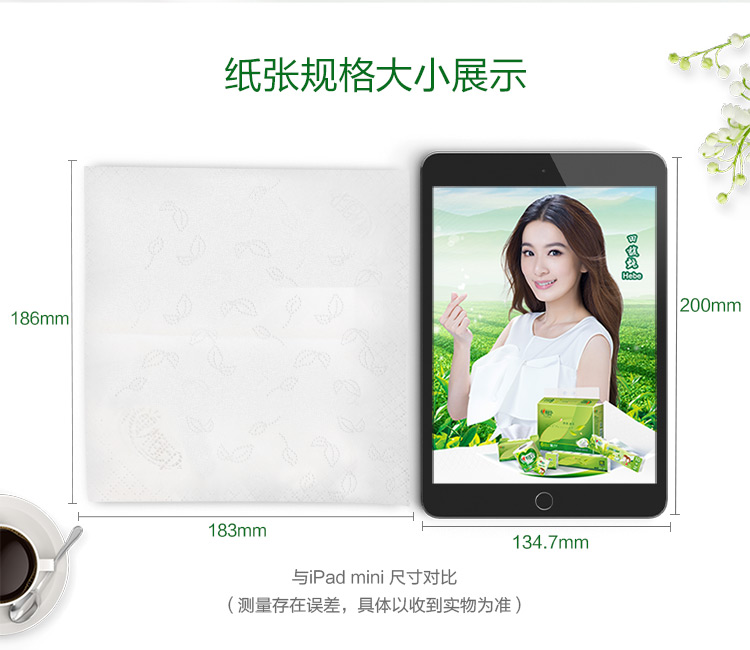 纸张规格大小展示
田馥甄
Hebe
186mm
200mm
183mm
134.7mm
与iPad mini 尺寸对比
（测量存在误差，具体以收到实物为准）